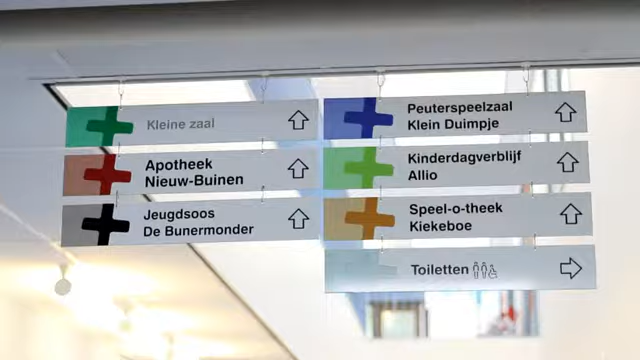 Kleine zaal
Apotheek
Nieuw-Buinen
Jeugdsoos
De Bunermonder
Peuterspeelzaal
Klein Duimpje
Kinderdagverblijf
Allio
Speel-o-theek
Kiekeboe
Toiletten